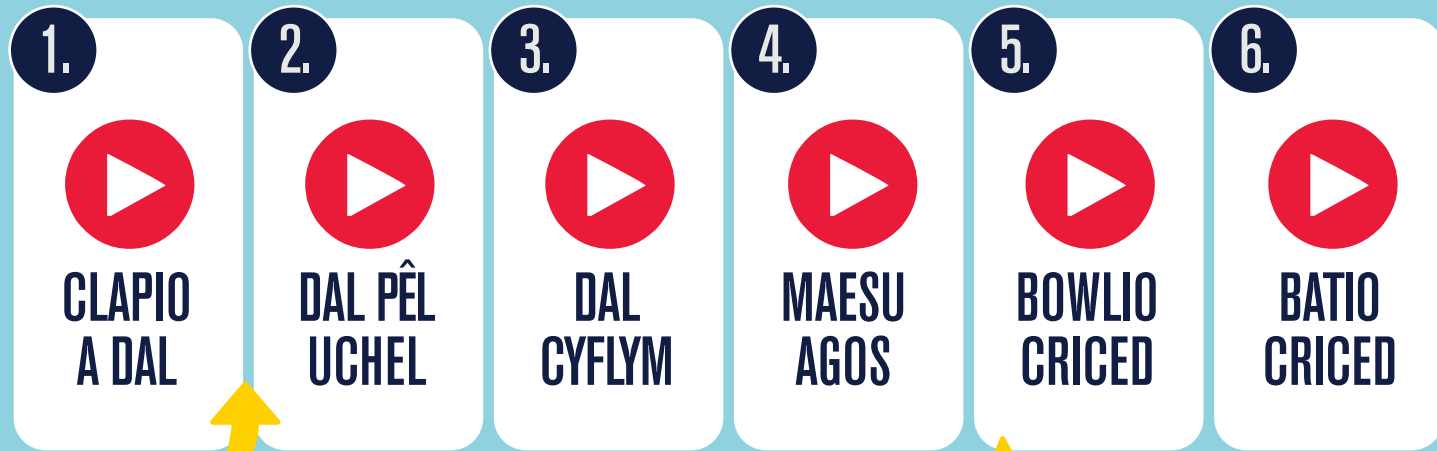 1.
CLAPIO
A DAL
2.
DAL PÊL
UCHEL
3.
DAL
CYFLYM
4.
MAESU
AGOS
5.
BOWLIO
CRICED
6.
BATIO
CRICED